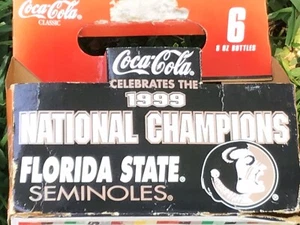 Coca-Cola
CLASSIC
6
8 OZ BOTTLES
Coca-Cola.
CELEBRATES THE
1999
NATIONAL CHAMPIONS
FLORIDA STATE.
SEMINOLES®